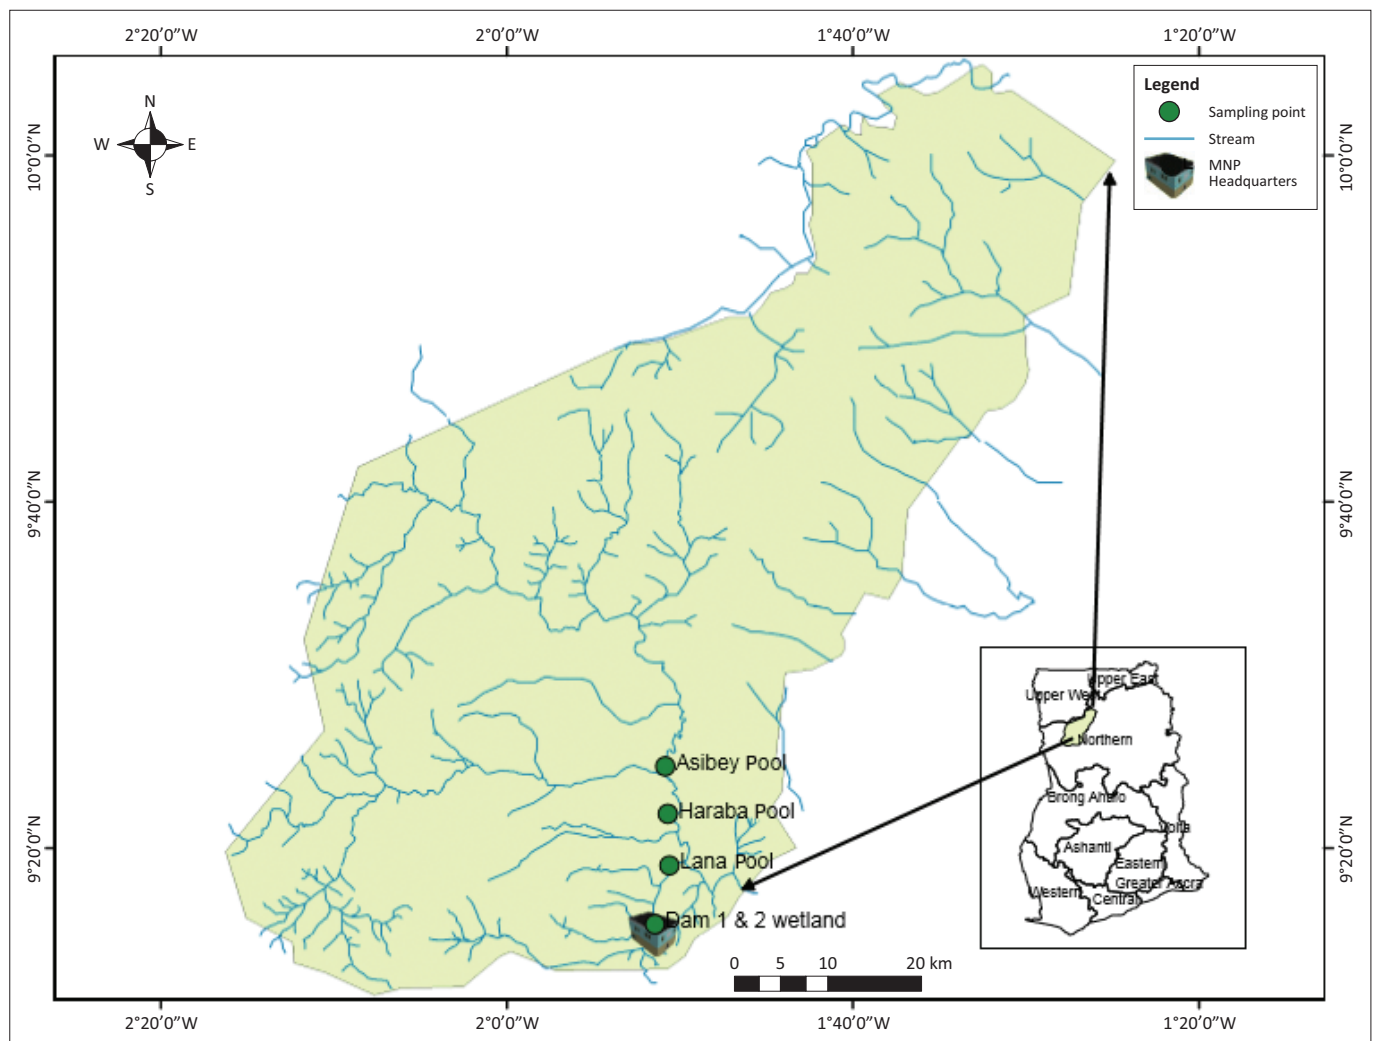 2°20′0″W 2°0′0″W 1°40′0″W 1°20′0″W
N
W E
S
Legend
Sampling point
Stream
MNP
Headquarters
10°0′0″N
10°0′0″N
9°40′0″N
9°40′0″N
9°20′0″N
9°20′0″N
Asibey Pool
Haraba Pool
Lana Pool
Dam 1 & 2 wetland
Upper East
Upper West
Northern
Brong Ahafo
Volta
Ashanti
Eastern
Greater Accra
Western
Central
0 5 10 20 km
2°20′0″W 2°0′0″W 1°40′0″W 1°20′0″W